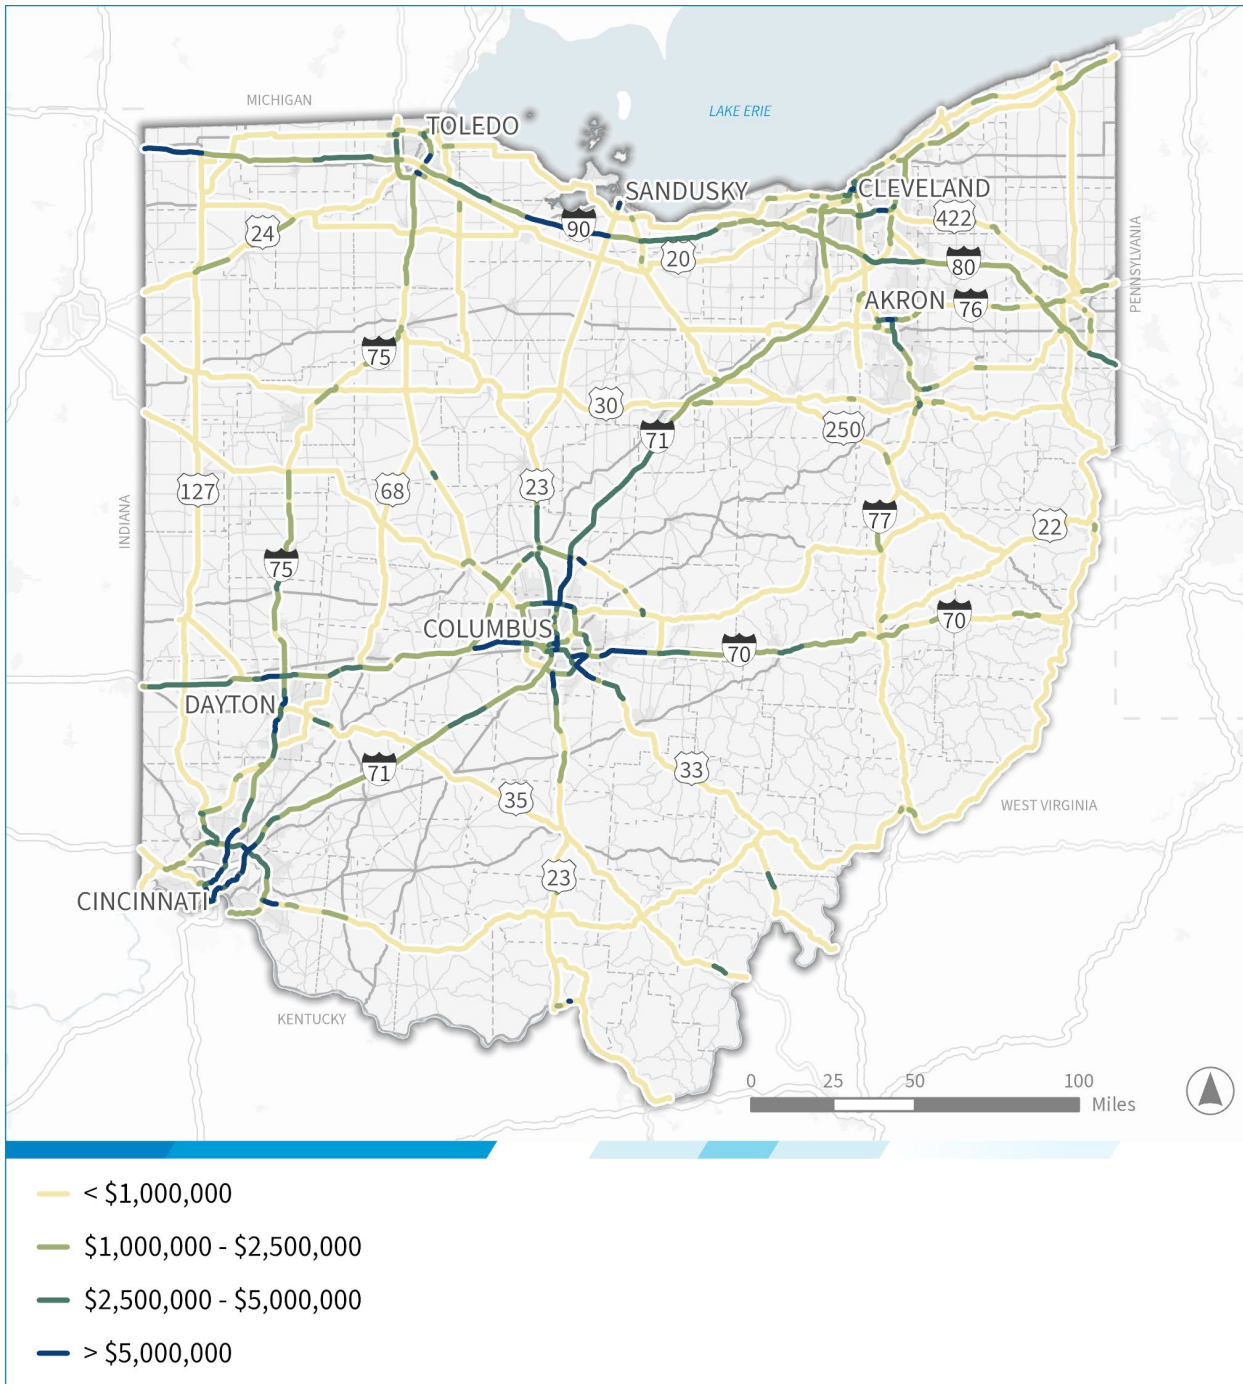 MICHIGAN
TOLEDO
LAKE ERIE
SANDUSKY
CLEVELAND
422
24
90
20
80
PENNSYLVANIA
AKRON
76
75
30
71
250
127
68
23
77
22
INDIANA
75
COLUMBUS
70
70
DAYTON
71
33
35
WEST VIRGINIA
23
CINCINNATI
KENTUCKY
0 25 50 100
Miles
< $1,000,000
$1,000,000 - $2,500,000
$2,500,000 - $5,000,000
> $5,000,000